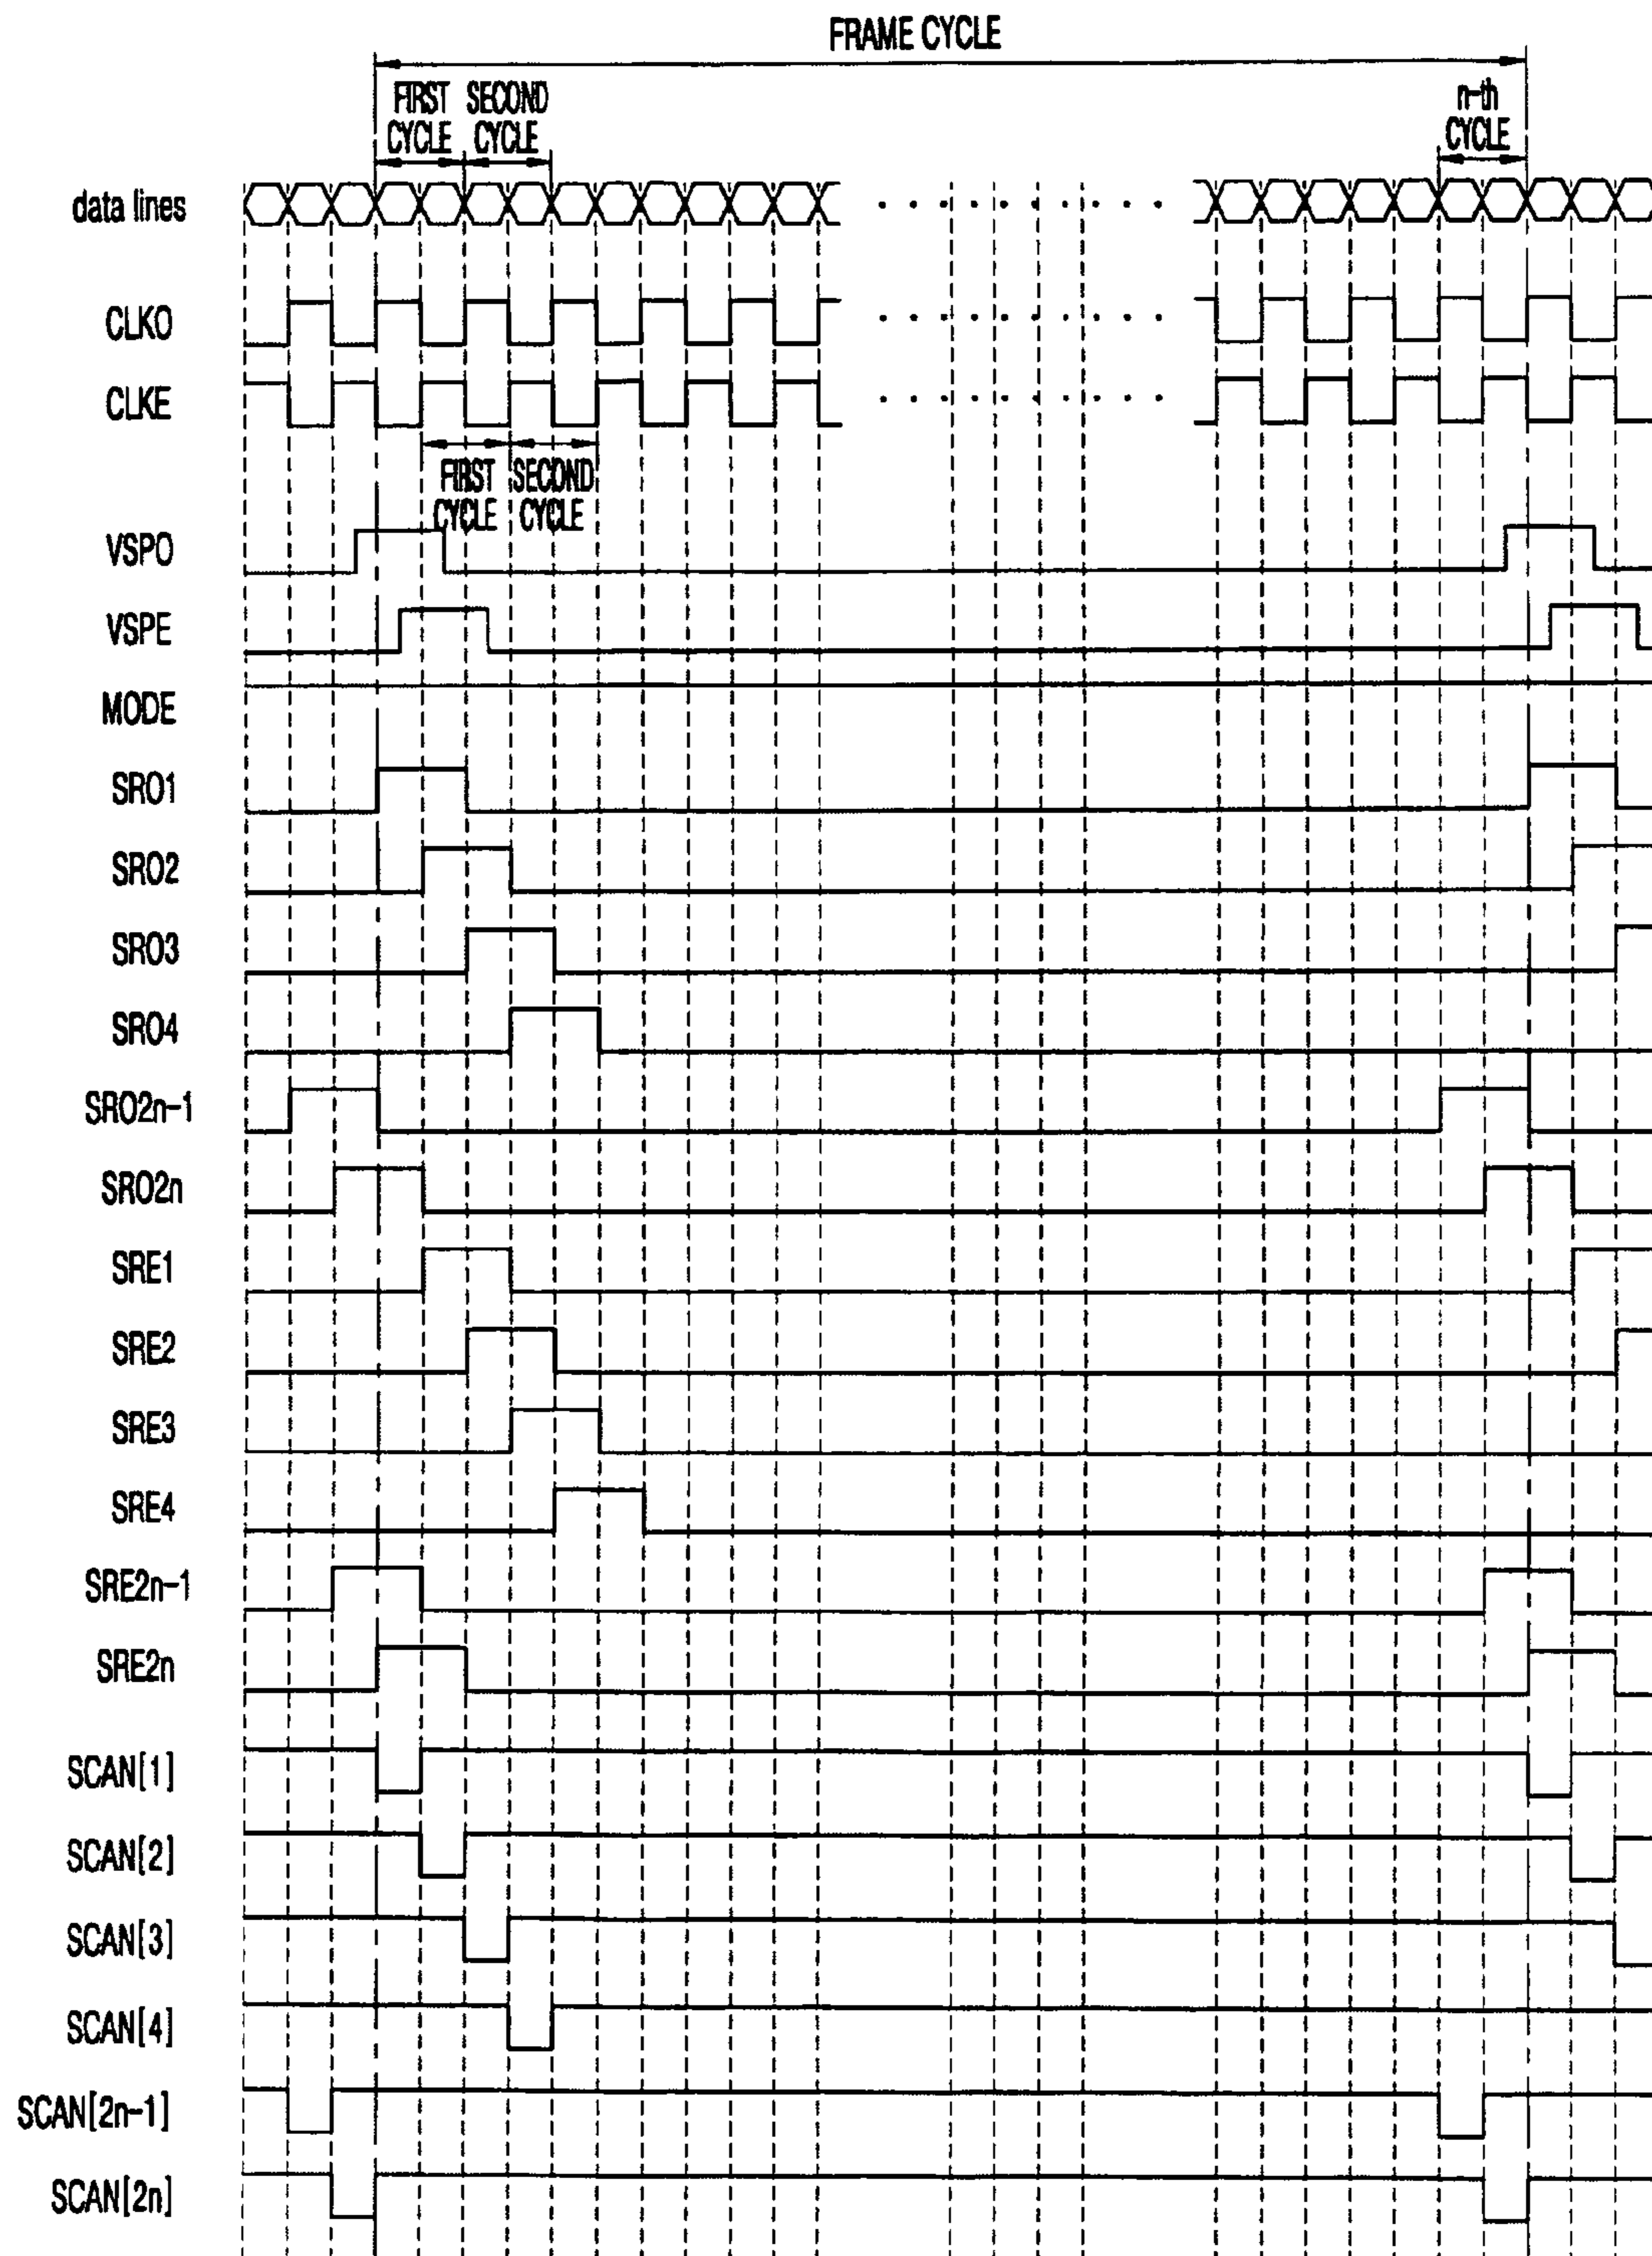 FRAME CYCLE
FIRST CYCLE
SECOND CYCLE
n-th CYCLE
data lines
CLKO
CLKE
FIRST CYCLE
SECOND CYCLE
VSPO
VSPE
MODE
SRO1
SRO2
SRO3
SRO4
SRO2n-1
SRO2n
SRE1
SRE2
SRE3
SRE4
SRE2n-1
SRE2n
SCAN[1]
SCAN[2]
SCAN[3]
SCAN[4]
SCAN[2n-1]
SCAN[2n]